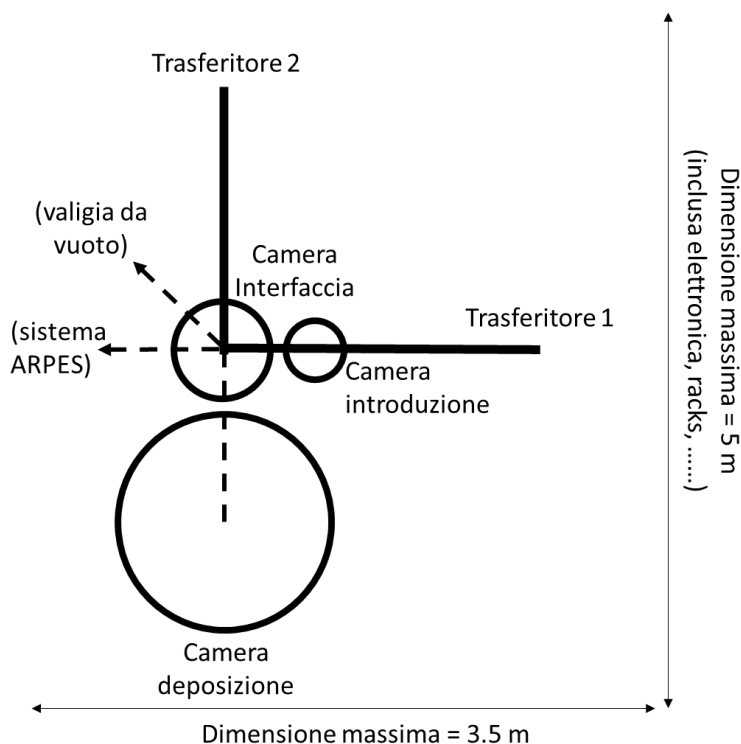 Trasferitore 2
(valigia da
vuoto)
Camera
Interfaccia
(sistema
ARPES)
Trasferitore 1
Camera
introduzione
Camera
deposizione
Dimensione massima = 3.5 m
Dimensione massima = 5 m
(inclusa elettronica, racks, ......)